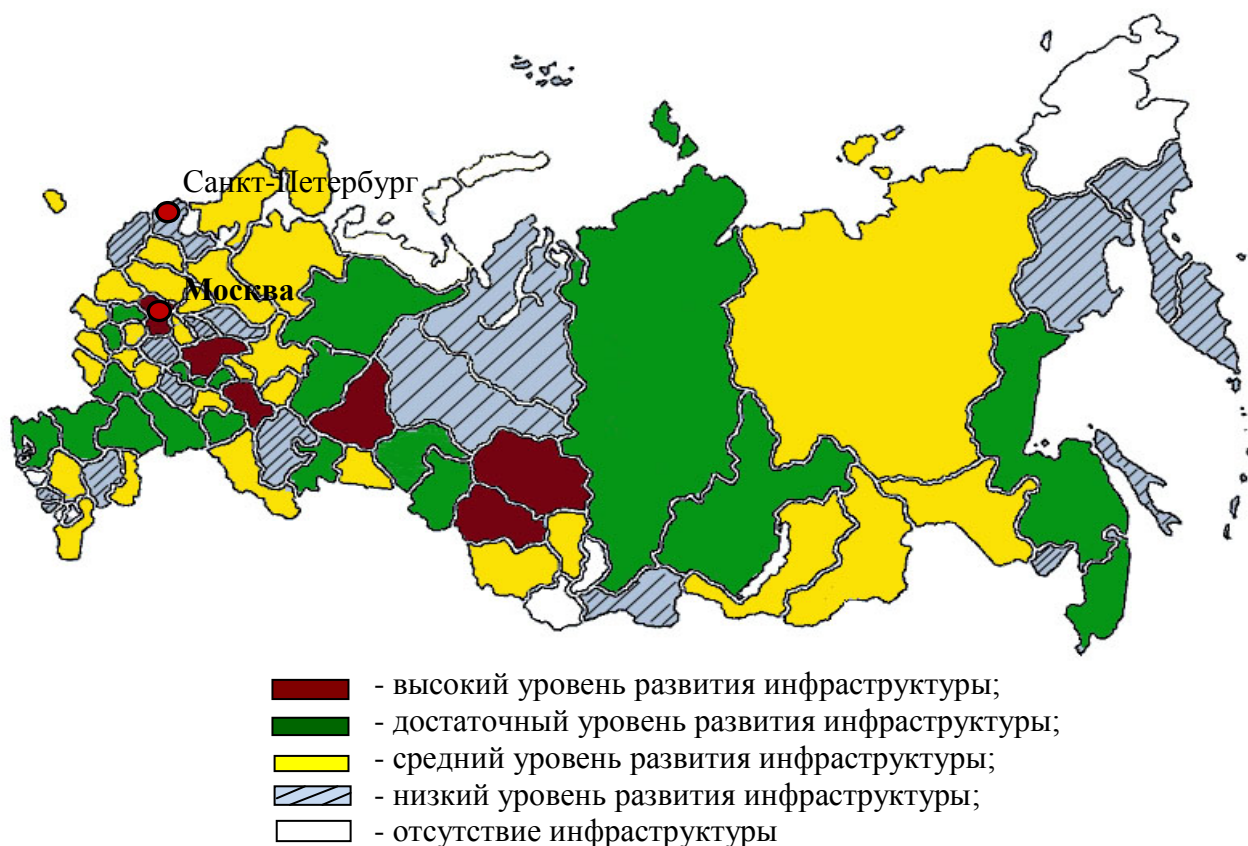 Санкт-Петербург
Москва
- высокий уровень развития инфраструктуры;
- достаточный уровень развития инфраструктуры;
- средний уровень развития инфраструктуры;
- низкий уровень развития инфраструктуры;
- отсутствие инфраструктуры